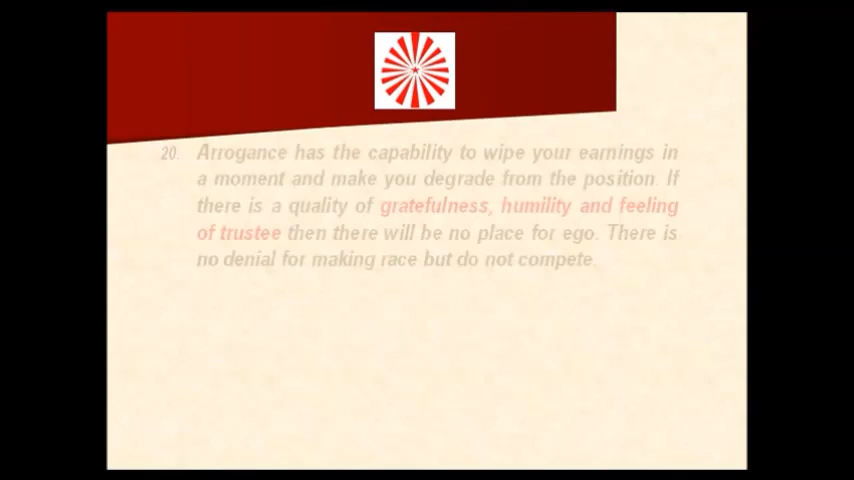 20. Arrogance has the capability to wipe your earnings in
a moment and make you degrade from the position. If
there is a quality of gratefulness, humility and feeling
of trustee then there will be no place for ego. There is
no denial for making race but do not compete.